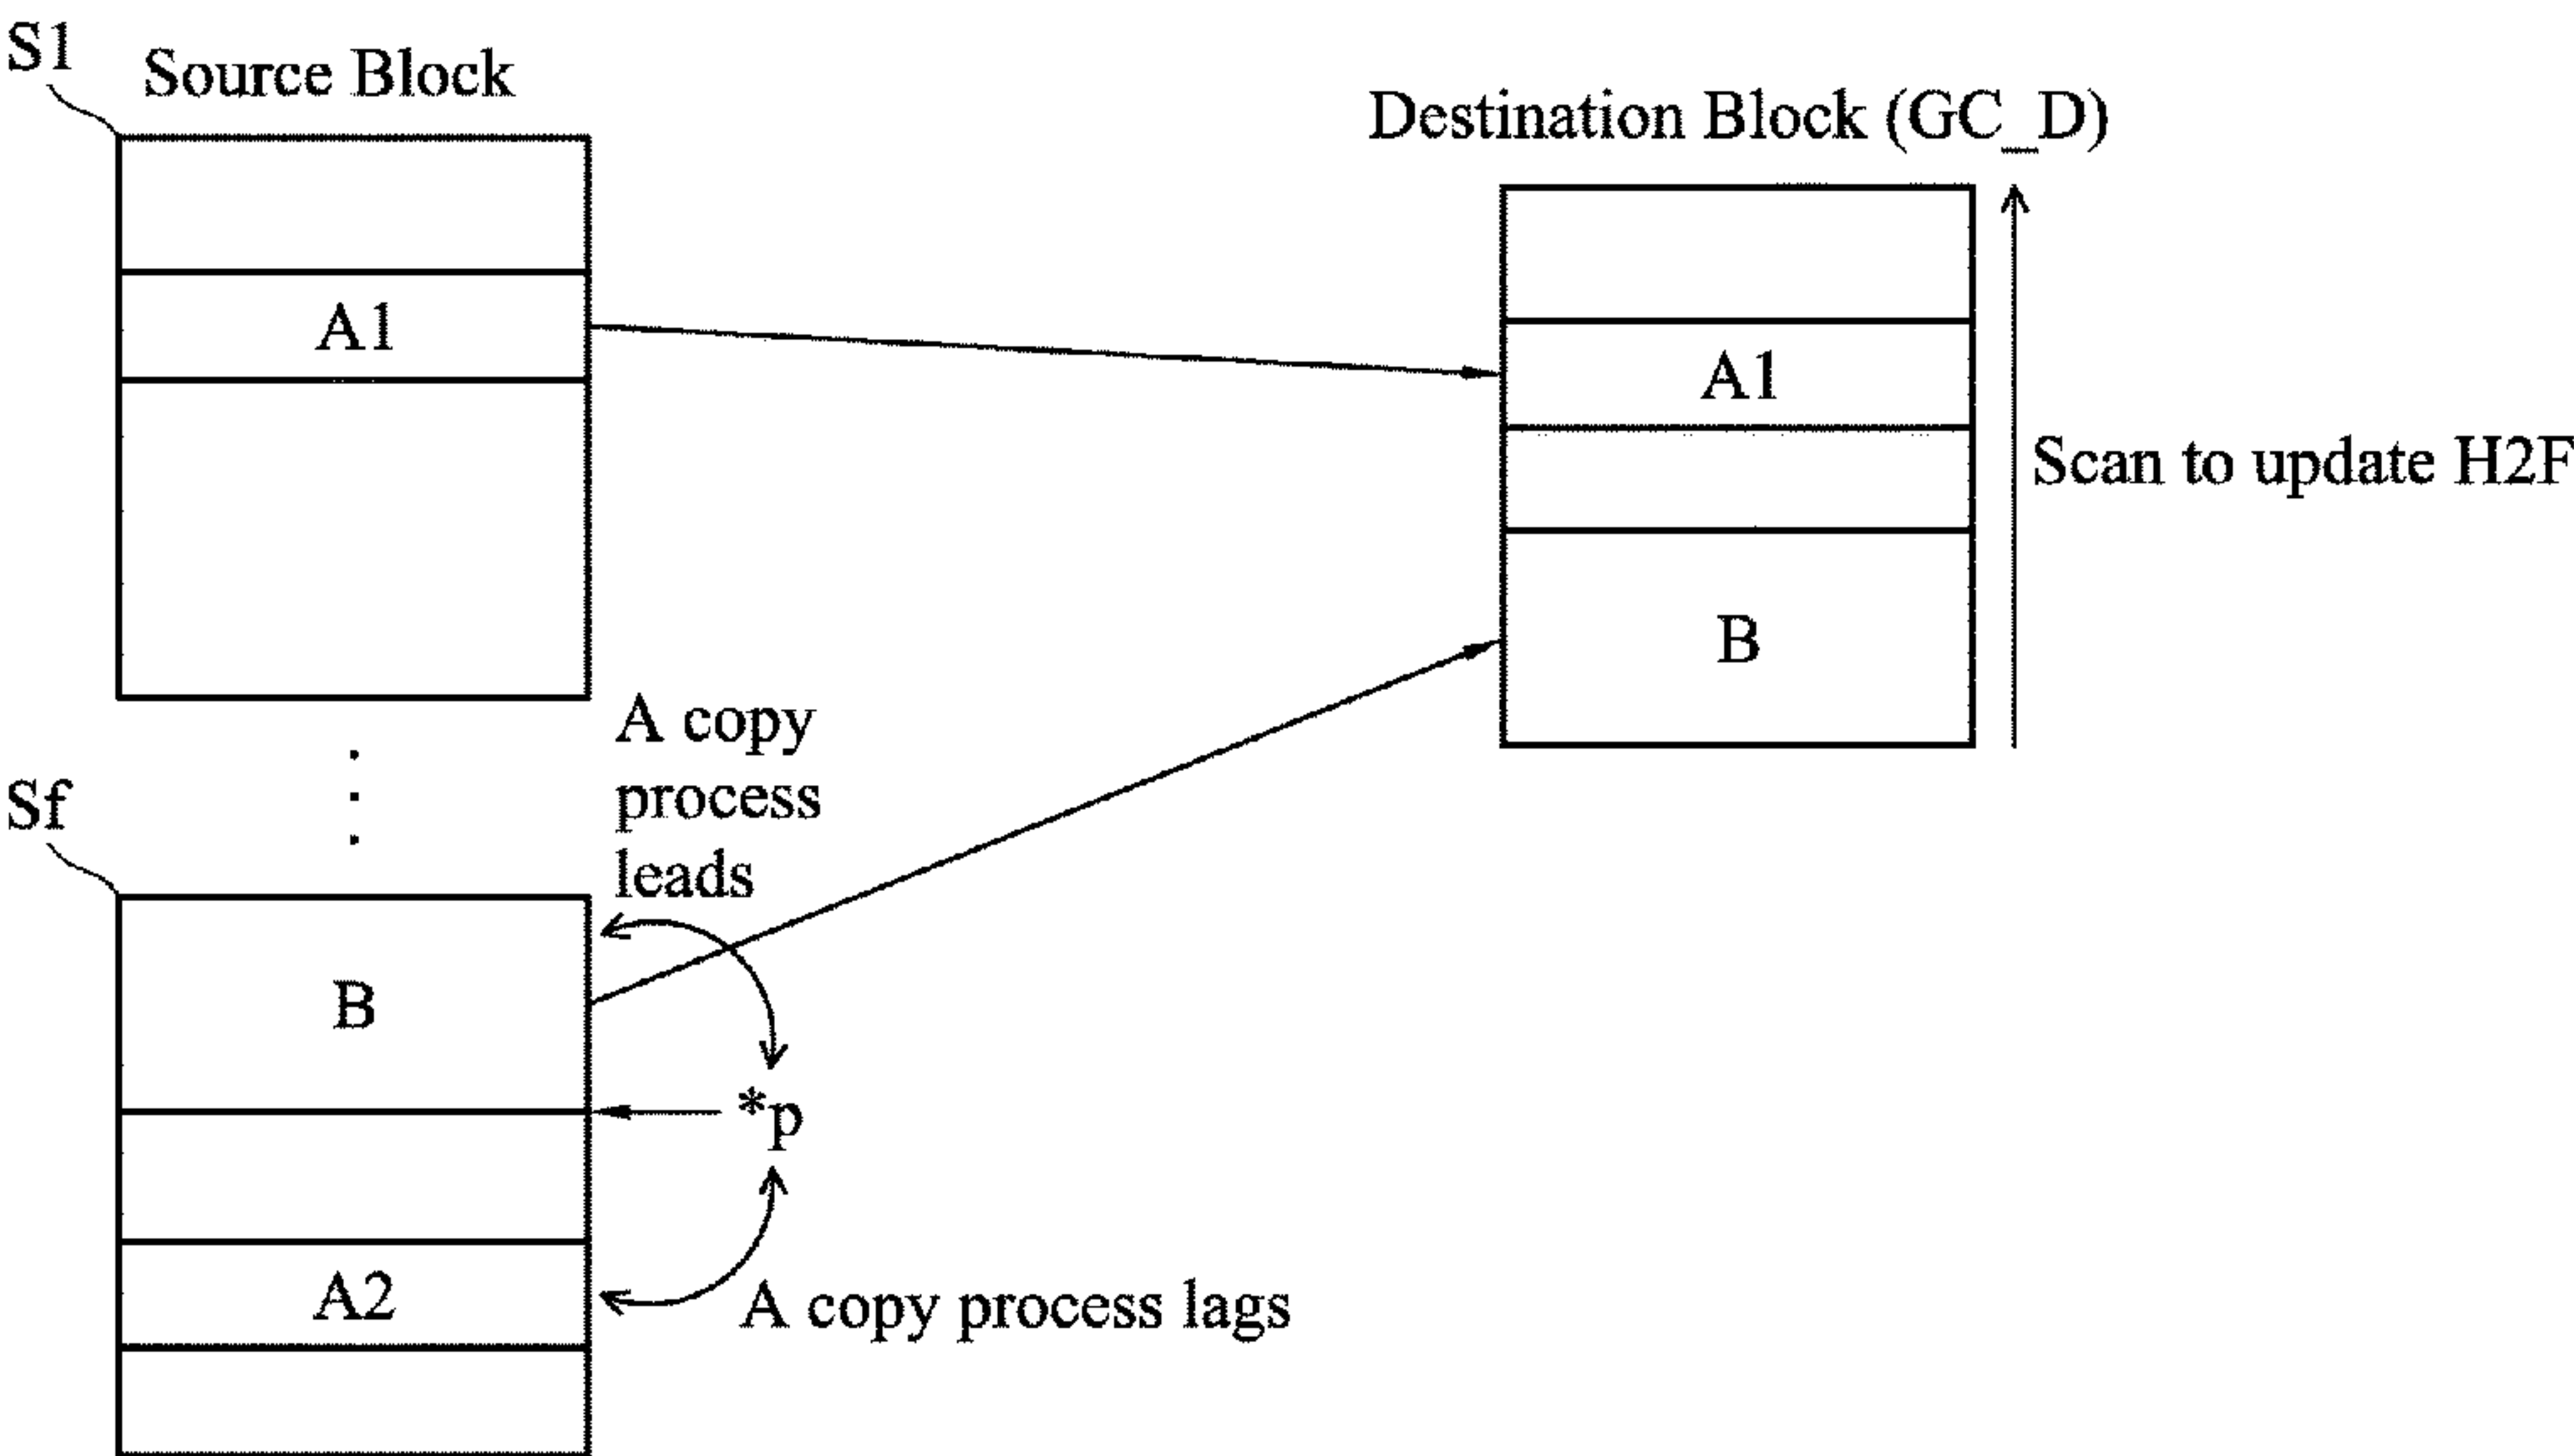 S1
Source Block
Destination Block (GC_D)
A1
A1
Scan to update H2F
B
A copy
process
leads
Sf
B
*p
A2
A copy process lags